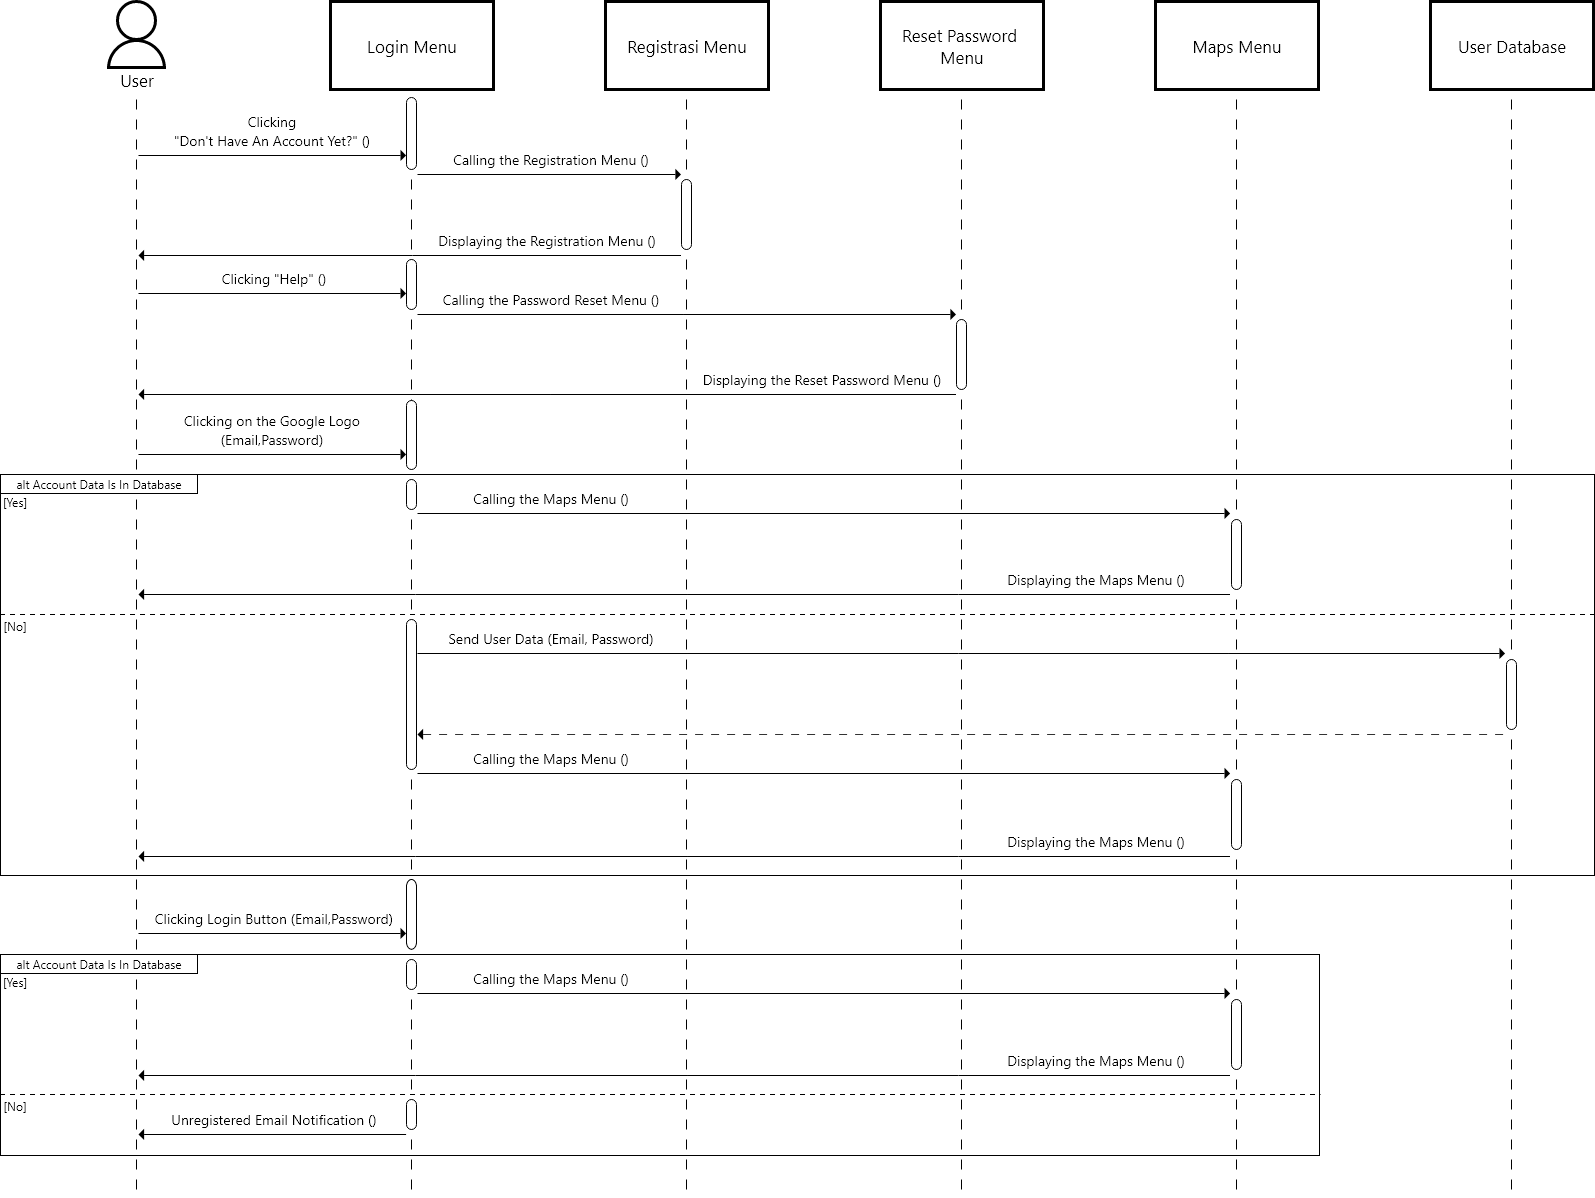 User
Login Menu
Registrasi Menu
Reset Password
Menu
Maps Menu
User Database
Clicking
"Don't Have An Account Yet?" ()
Calling the Registration Menu ()
Displaying the Registration Menu ()
Clicking "Help" ()
Calling the Password Reset Menu ()
Displaying the Reset Password Menu ()
Clicking on the Google Logo
(Email,Password)
alt Account Data Is In Database
[Yes]
Calling the Maps Menu ()
Displaying the Maps Menu ()
[No]
Send User Data (Email, Password)
Calling the Maps Menu ()
Displaying the Maps Menu ()
Clicking Login Button (Email,Password)
alt Account Data Is In Database
[Yes]
Calling the Maps Menu ()
Displaying the Maps Menu ()
[No]
Unregistered Email Notification ()